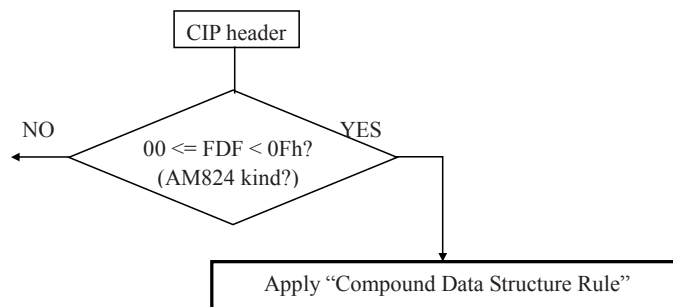 CIP header
NO
YES
00 <= FDF < 0Fh?
(AM824 kind?)
Apply “Compound Data Structure Rule”